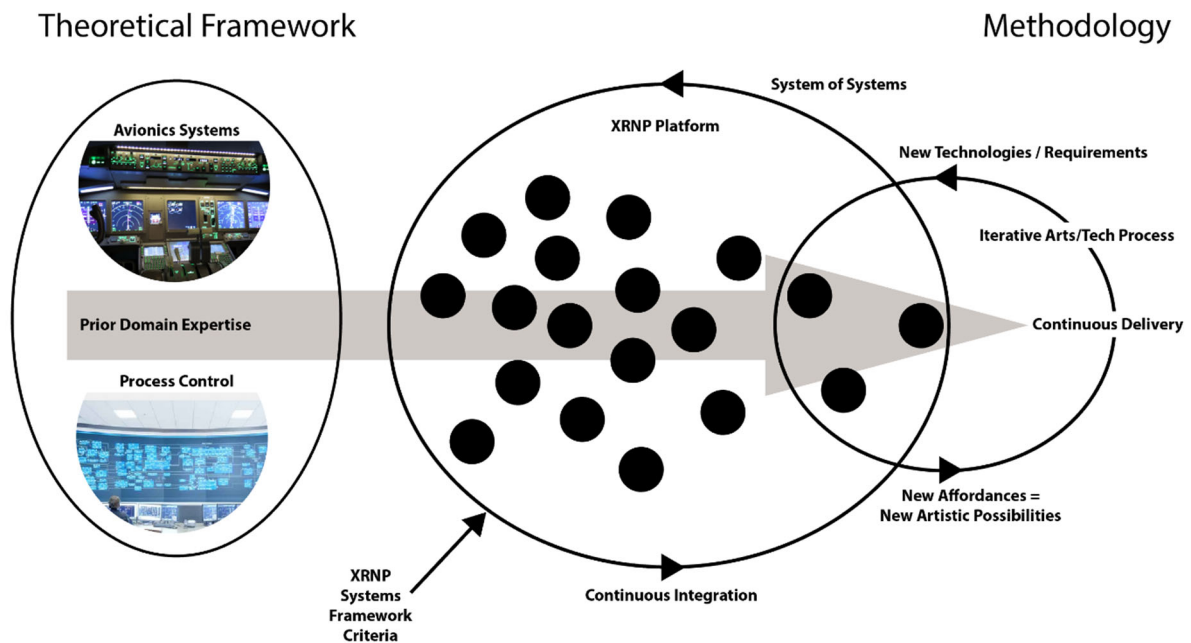 Theoretical Framework
Methodology
Avionics Systems
Prior Domain Expertise
Process Control
System of Systems
XRNP Platform
New Technologies / Requirements
Iterative Arts/Tech Process
Continuous Delivery
New Affordances =
New Artistic Possibilities
Continuous Integration
XRNP
Systems
Framework
Criteria